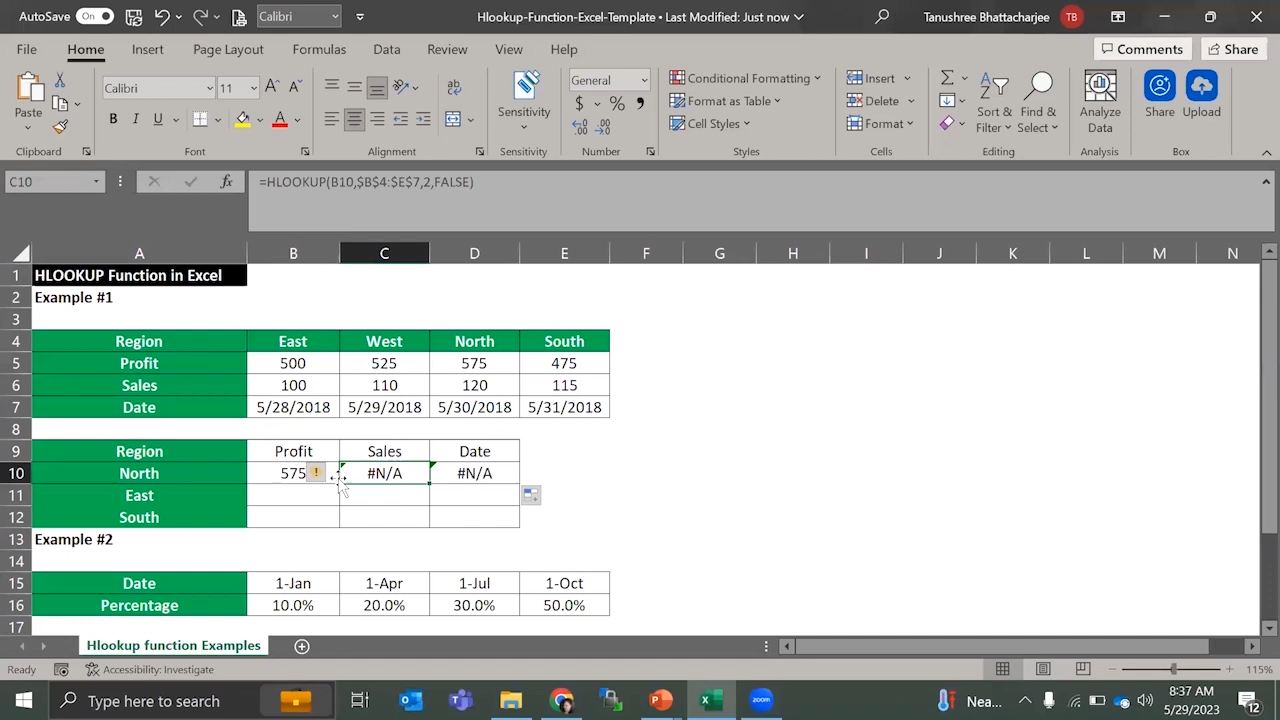 AutoSave On Calibri Hlookup-Function-Excel-Template • Last Modified: Just now Tanushree Bhattacharjee TB
File Home Insert Page Layout Formulas Data Review View Help Comments Share
Paste Calibri 11 A A B I U A ab General $ % 9 Sensitivity Conditional Formatting Format as Table Cell Styles Insert Delete Format Sort & Filter Find & Select Analyze Data Share Upload
Clipboard Font Alignment Sensitivity Number Styles Cells Editing Analysis Box
C10 fx =HLOOKUP(B10,$B$4:$E$7,2,FALSE)
A B C D E F G H I J K L M N
1 HLOOKUP Function in Excel
2 Example #1
3
4 Region East West North South
5 Profit 500 525 575 475
6 Sales 100 110 120 115
7 Date 5/28/2018 5/29/2018 5/30/2018 5/31/2018
8
9 Region Profit Sales Date
10 North 575 ! #N/A #N/A
11 East
12 South
13 Example #2
14
15 Date 1-Jan 1-Apr 1-Jul 1-Oct
16 Percentage 10.0% 20.0% 30.0% 50.0%
17
Hlookup function Examples
Ready Accessibility: Investigate 115%
Type here to search zoom Nea... 8:37 AM
5/29/2023 12